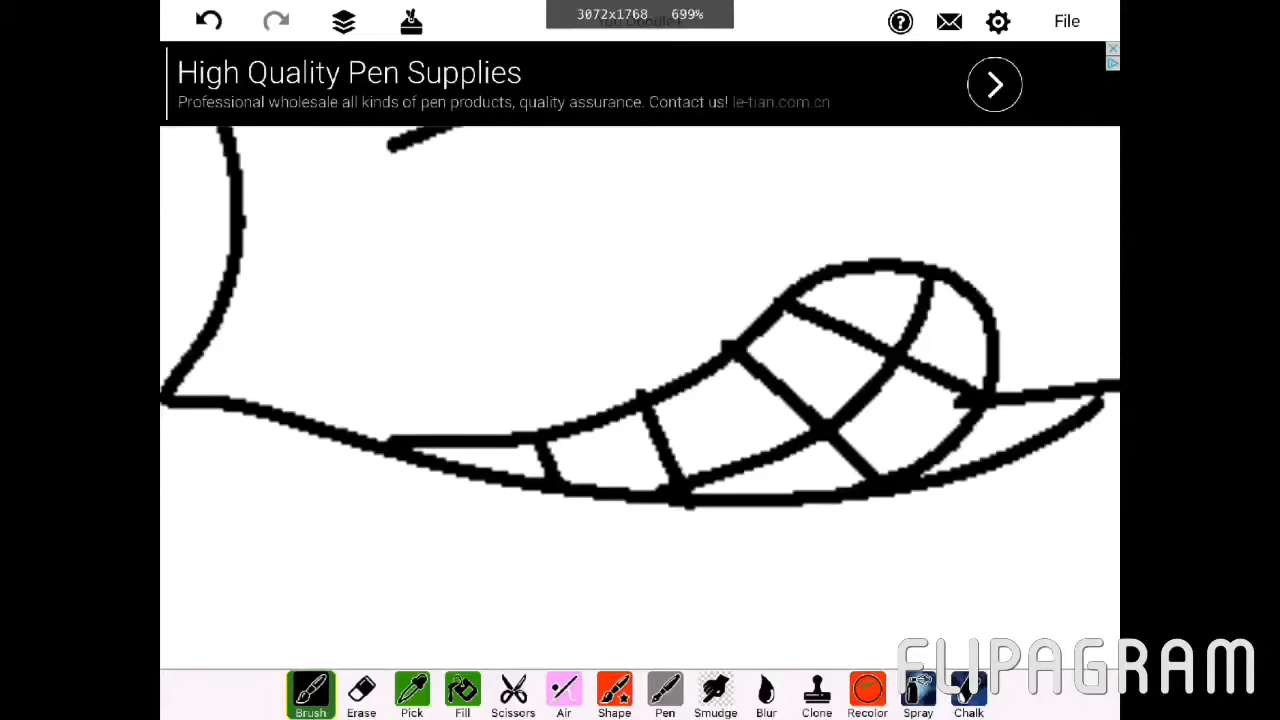 3072x1768 699%
File
High Quality Pen Supplies
Professional wholesale all kinds of pen products, quality assurance. Contact us! le-tian.com.cn
Brush Erase Pick Fill Scissors Air Shape Pen Smudge Blur Clone Recolor Spray Chalk
FLIPAGRAM